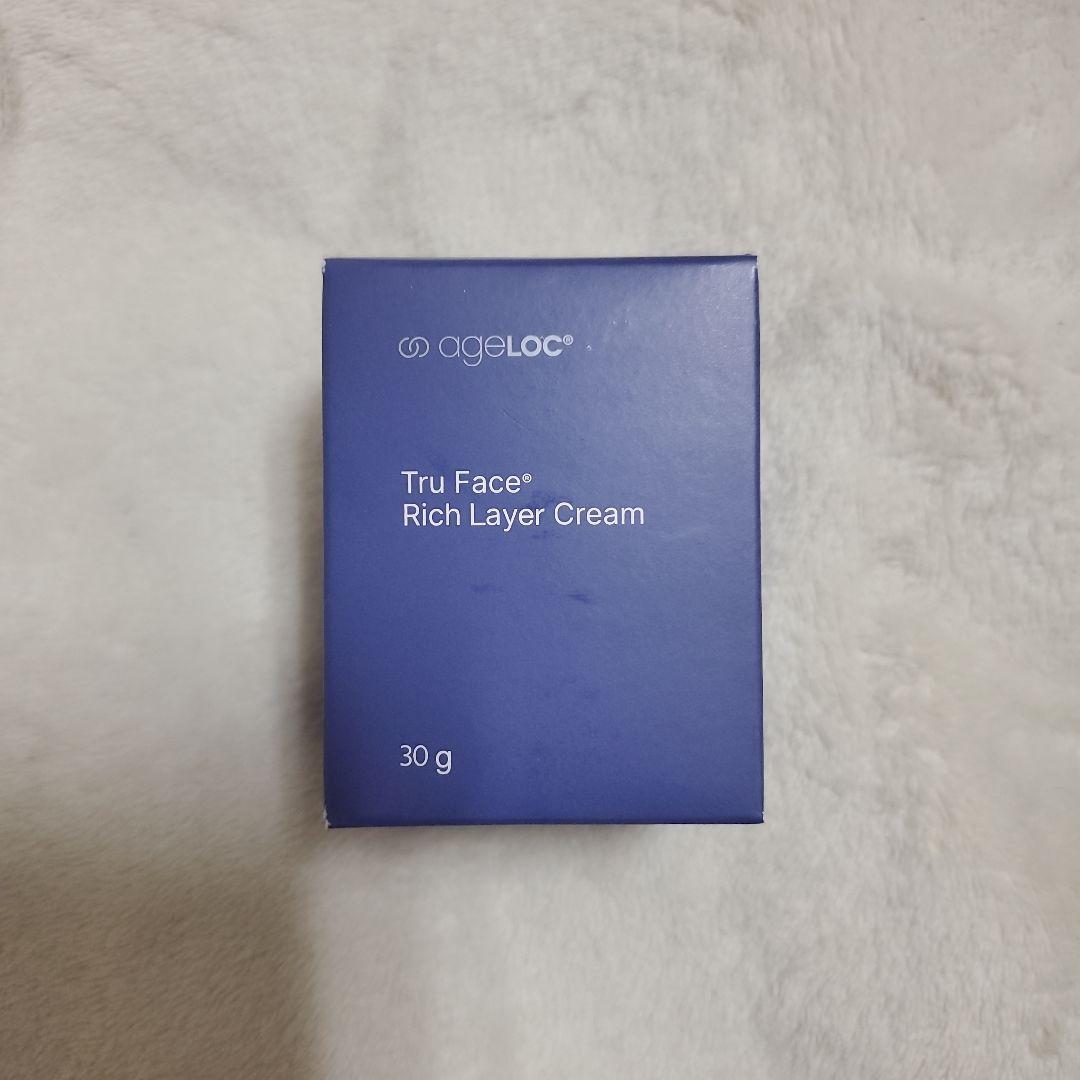 ageLOC®
Tru Face®
Rich Layer Cream
30 g